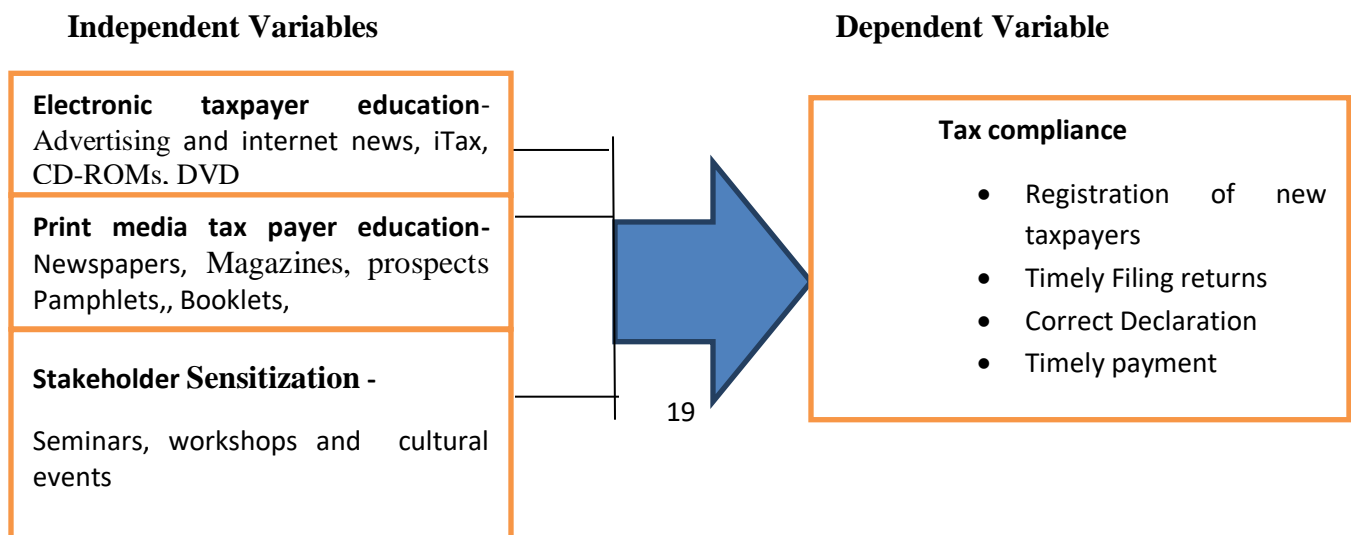 Independent Variables
Electronic taxpayer education-
Advertising and internet news, iTax,
CD-ROMs. DVD
Print media tax payer education-
Newspapers, Magazines, prospects
Pamphlets,, Booklets,
Stakeholder Sensitization -
Seminars, workshops and cultural
events
19
Dependent Variable
Tax compliance
• Registration of new
taxpayers
• Timely Filing returns
• Correct Declaration
• Timely payment